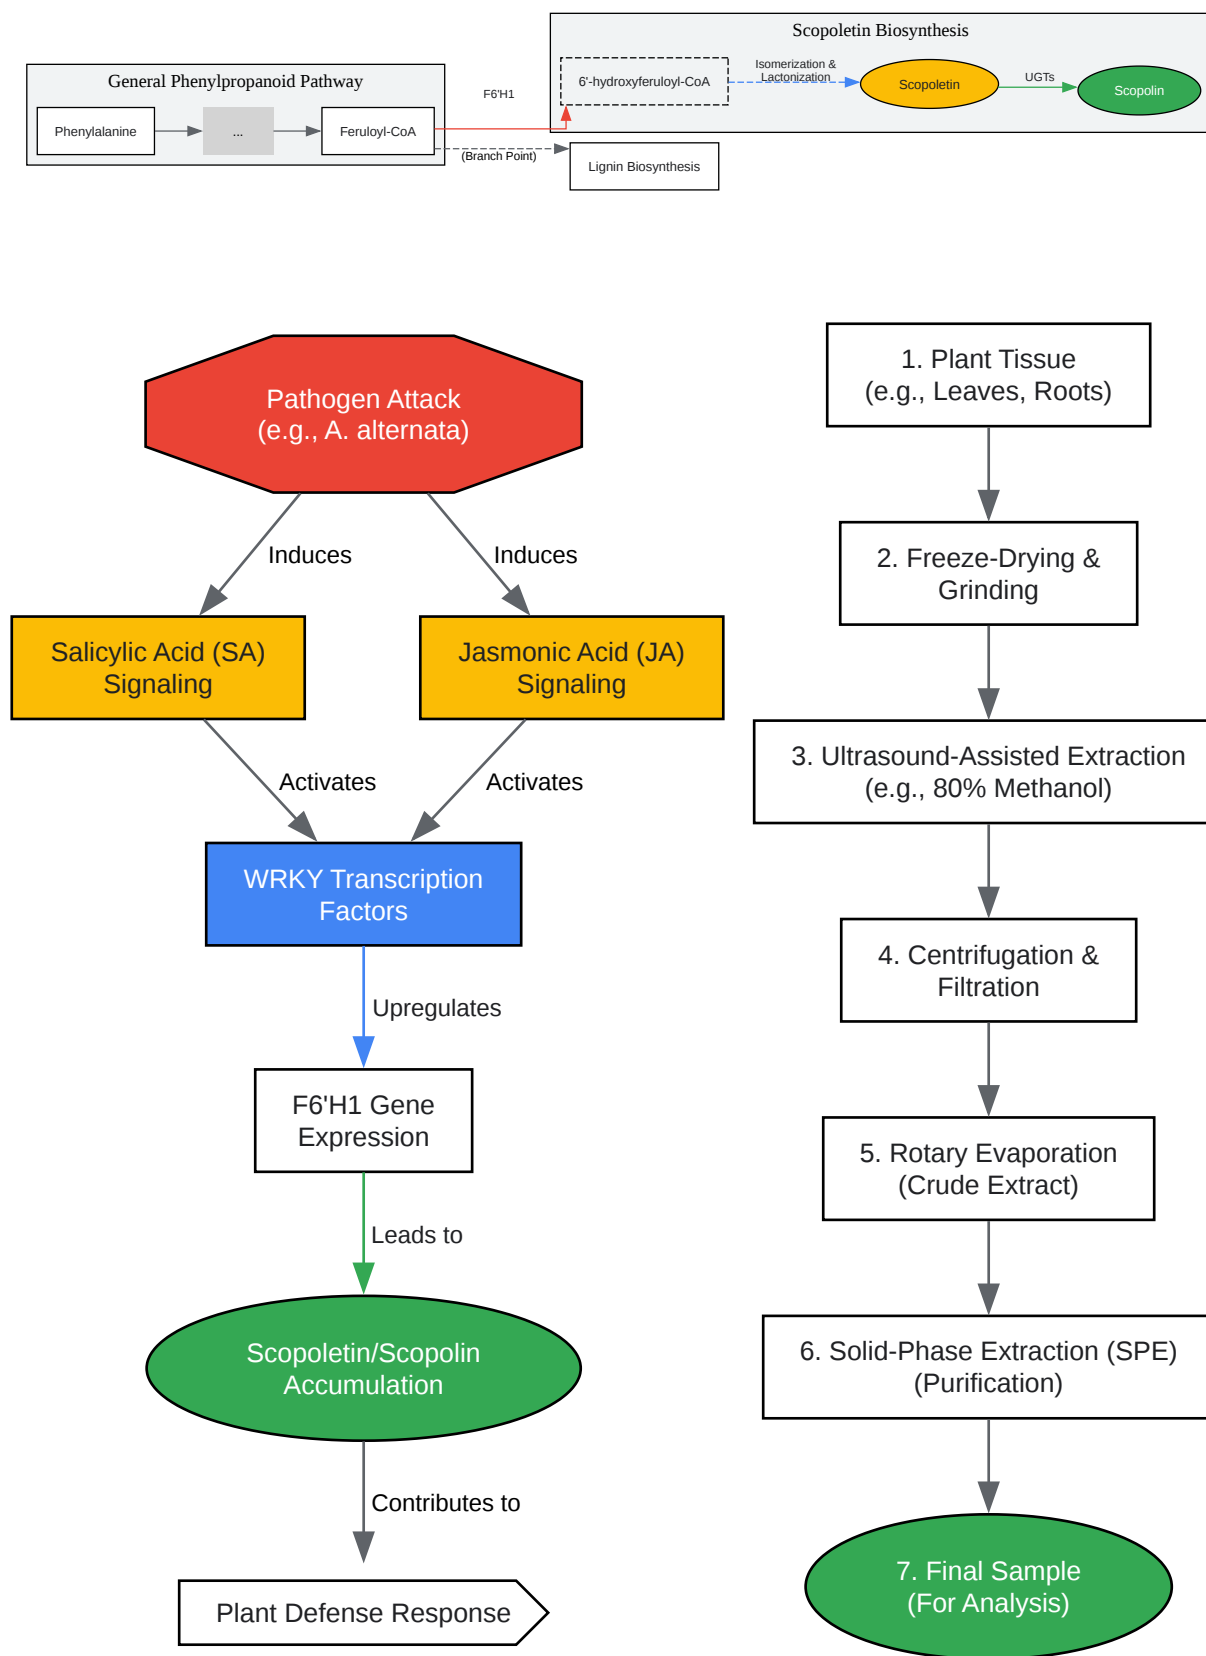 Scopoletin Biosynthesis
General Phenylpropanoid Pathway
Phenylalanine
...
Feruloyl-CoA
F6'H1
(Branch Point)
6'-hydroxyferuloyl-CoA
Isomerization &
Lactonization
Scopoletin
UGTs
Scopolin
Lignin Biosynthesis
Pathogen Attack
(e.g., A. alternata)
Induces
Induces
Salicylic Acid (SA)
Signaling
Jasmonic Acid (JA)
Signaling
Activates
Activates
WRKY Transcription
Factors
Upregulates
F6'H1 Gene
Expression
Leads to
Scopoletin/Scopolin
Accumulation
Contributes to
Plant Defense Response
1. Plant Tissue
(e.g., Leaves, Roots)
2. Freeze-Drying &
Grinding
3. Ultrasound-Assisted Extraction
(e.g., 80% Methanol)
4. Centrifugation &
Filtration
5. Rotary Evaporation
(Crude Extract)
6. Solid-Phase Extraction (SPE)
(Purification)
7. Final Sample
(For Analysis)